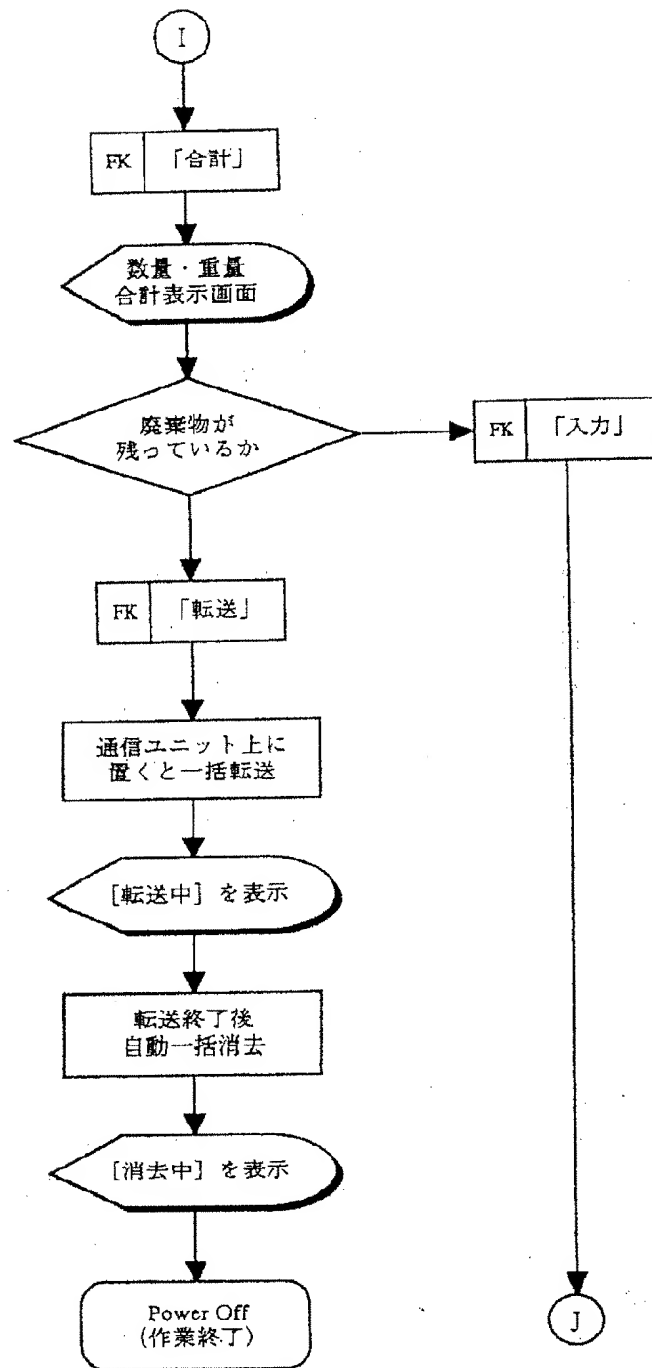 I
FK 「合計」
数量・重量
合計表示画面
廃棄物が
残っているか
FK 「入力」
FK 「転送」
通信ユニット上に
置くと一括転送
[転送中] を表示
転送終了後
自動一括消去
[消去中] を表示
Power Off
(作業終了)
J